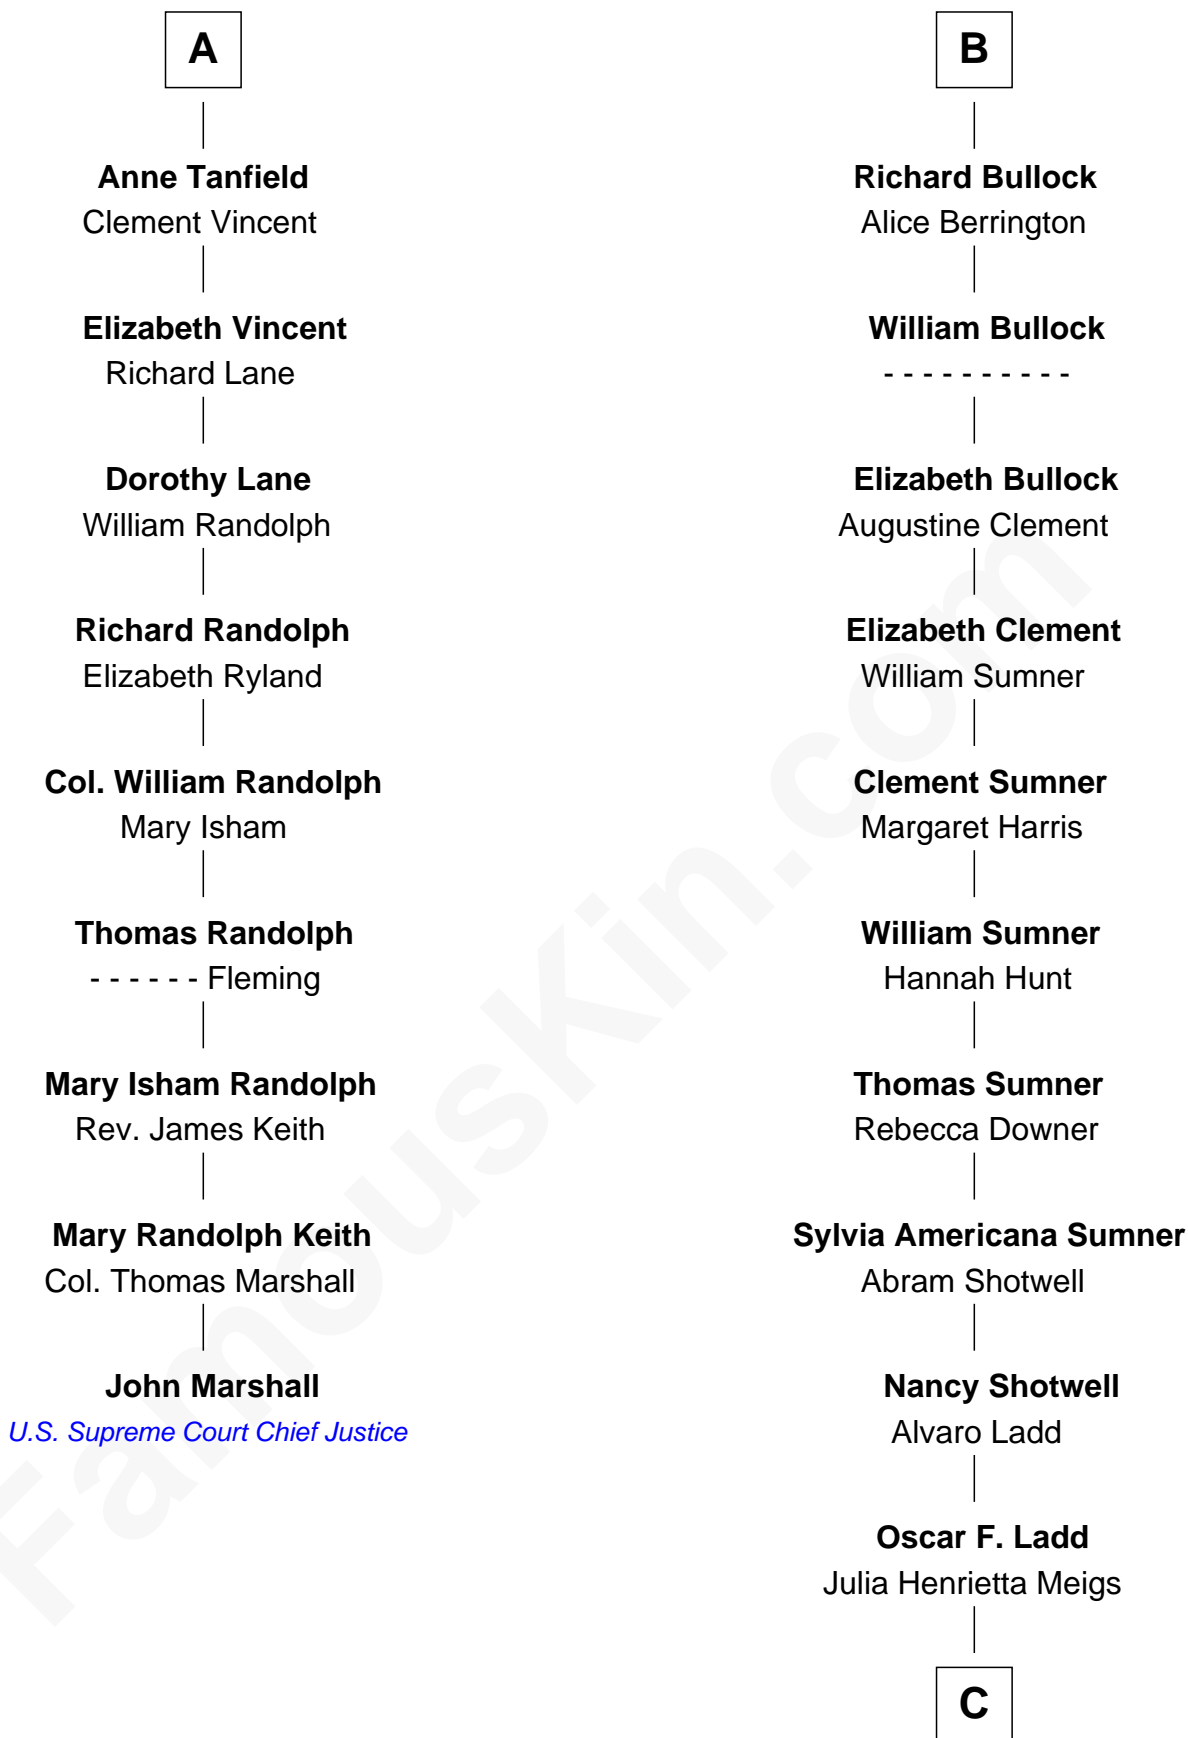 A
Anne Tanfield
Clement Vincent
Elizabeth Vincent
Richard Lane
Dorothy Lane
William Randolph
Richard Randolph
Elizabeth Ryland
Col. William Randolph
Mary Isham
Thomas Randolph
- - - - - - Fleming
Mary Isham Randolph
Rev. James Keith
Mary Randolph Keith
Col. Thomas Marshall
John Marshall
U.S. Supreme Court Chief Justice
B
Richard Bullock
Alice Berrington
William Bullock
- - - - - - - - - -
Elizabeth Bullock
Augustine Clement
Elizabeth Clement
William Sumner
Clement Sumner
Margaret Harris
William Sumner
Hannah Hunt
Thomas Sumner
Rebecca Downer
Sylvia Americana Sumner
Abram Shotwell
Nancy Shotwell
Alvaro Ladd
Oscar F. Ladd
Julia Henrietta Meigs
C
FamousKin.com